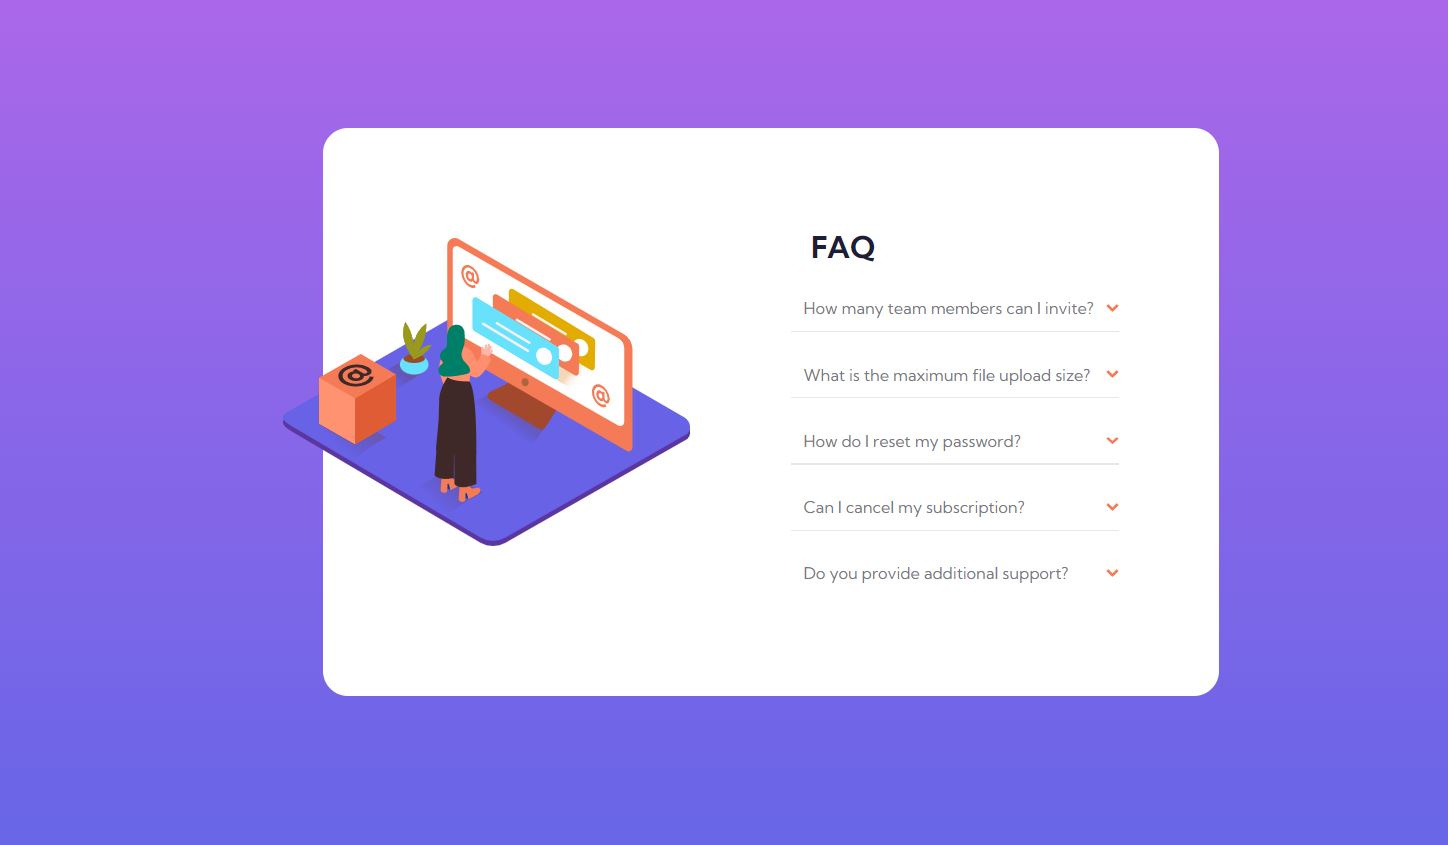 FAQ
How many team members can I invite?
What is the maximum file upload size?
How do I reset my password?
Can I cancel my subscription?
Do you provide additional support?
@
@
@